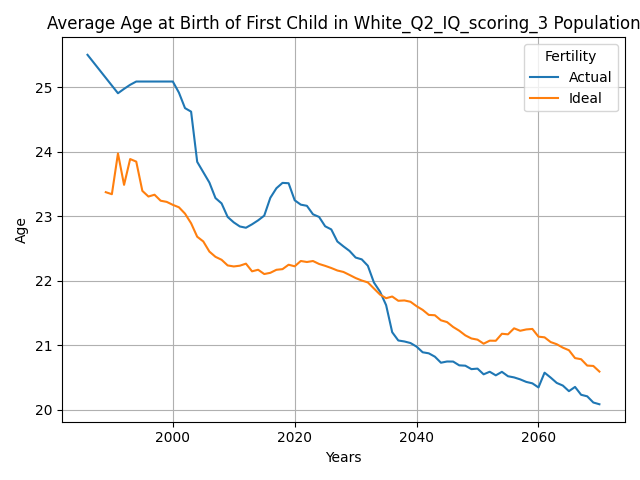 Average Age at Birth of First Child in White_Q2_IQ_scoring_3 Population
Fertility
Actual
Ideal
Age
25
24
23
22
21
20
2000
2020
2040
2060
Years